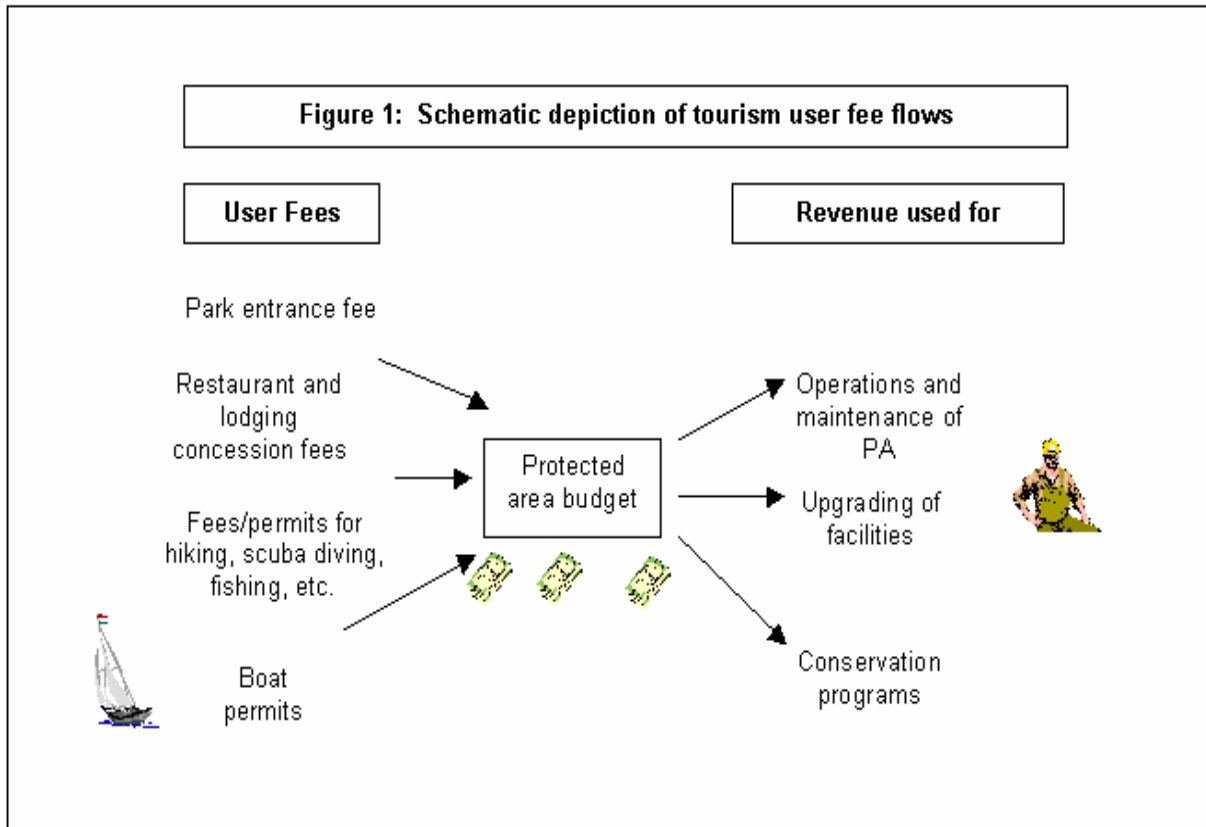 Figure 1:  Schematic depiction of tourism user fee flows
User Fees
Revenue used for
Park entrance fee
Restaurant and
lodging
concession fees
Fees/permits for
hiking, scuba diving,
fishing, etc.
Boat
permits
Protected
area budget
Operations and
maintenance of
PA
Upgrading of
facilities
Conservation
programs